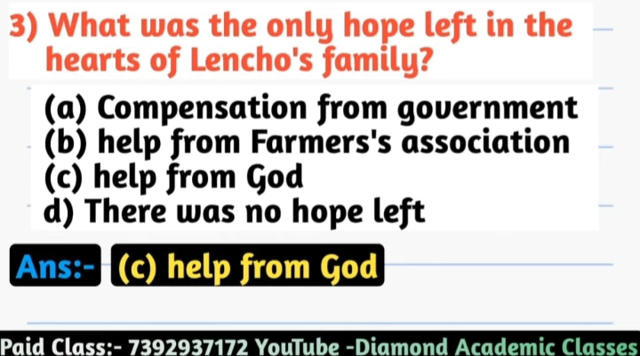 3) What was the only hope left in the
hearts of Lencho's family?
(a) Compensation from government
(b) help from Farmers's association
(c) help from God
d) There was no hope left
Ans:- (c) help from God
Paid Class:- 7392937172 YouTube -Diamond Academic Classes